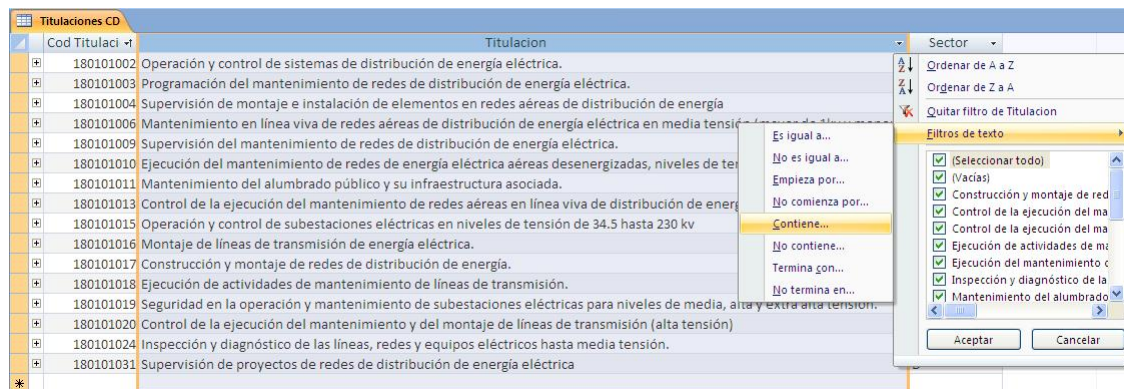 Titulaciones CD
Cod Titulaci Titulacion Sector
180101002 Operación y control de sistemas de distribución de energía eléctrica.
180101003 Programación del mantenimiento de redes de distribución de energía eléctrica.
180101004 Supervisión de montaje e instalación de elementos en redes aéreas de distribución de energía
180101006 Mantenimiento en línea viva de redes aéreas de distribución de energía eléctrica en media tensió
180101009 Supervisión del mantenimiento de redes de distribución de energía eléctrica.
180101010 Ejecución del mantenimiento de redes de energía eléctrica aéreas desenergizadas, niveles de ter
180101011 Mantenimiento del alumbrado público y su infraestructura asociada.
180101013 Control de la ejecución del mantenimiento de redes aéreas en línea viva de distribución de energ
180101015 Operación y control de subestaciones eléctricas en niveles de tensión de 34.5 hasta 230 kv
180101016 Montaje de líneas de transmisión de energía eléctrica.
180101017 Construcción y montaje de redes de distribución de energía.
180101018 Ejecución de actividades de mantenimiento de líneas de transmisión.
180101019 Seguridad en la operación y mantenimiento de subestaciones eléctricas para niveles de media, alta y extra alta tensión.
180101020 Control de la ejecución del mantenimiento y del montaje de líneas de transmisión (alta tensión)
180101024 Inspección y diagnóstico de las líneas, redes y equipos eléctricos hasta media tensión.
180101031 Supervisión de proyectos de redes de distribución de energía eléctrica
Es igual a...
No es igual a...
Empieza por...
No comienza por...
Contiene...
No contiene...
Termina con...
No termina en...
Ordenar de A a Z
Ordenar de Z a A
Quitar filtro de Titulacion
Filtros de texto
(Seleccionar todo)
(Vacías)
Construcción y montaje de red
Control de la ejecución del ma
Control de la ejecución del ma
Ejecución de actividades de ma
Ejecución del mantenimiento d
Inspección y diagnóstico de la
Mantenimiento del alumbrado
Aceptar Cancelar